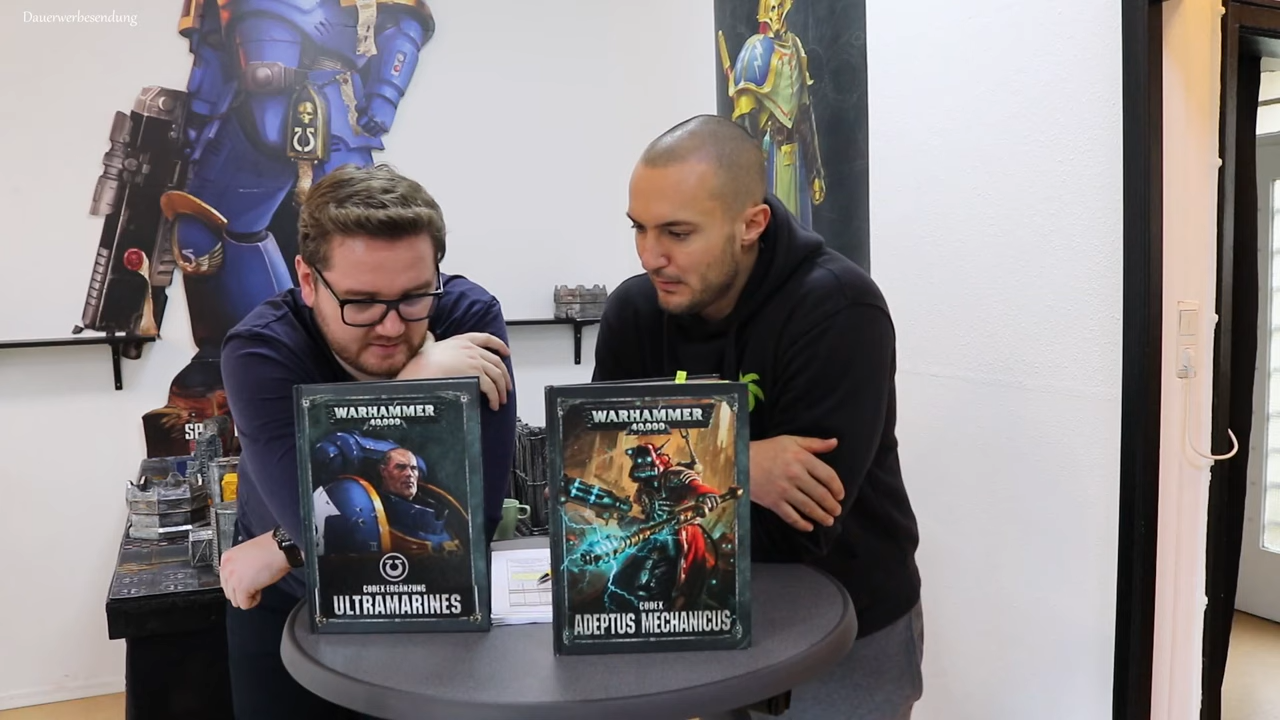 Dauerwerbesendung
WARHAMMER
40,000
CODEX-ERGÄNZUNG
ULTRAMARINES
WARHAMMER
40,000
CODEX
ADEPTUS MECHANICUS